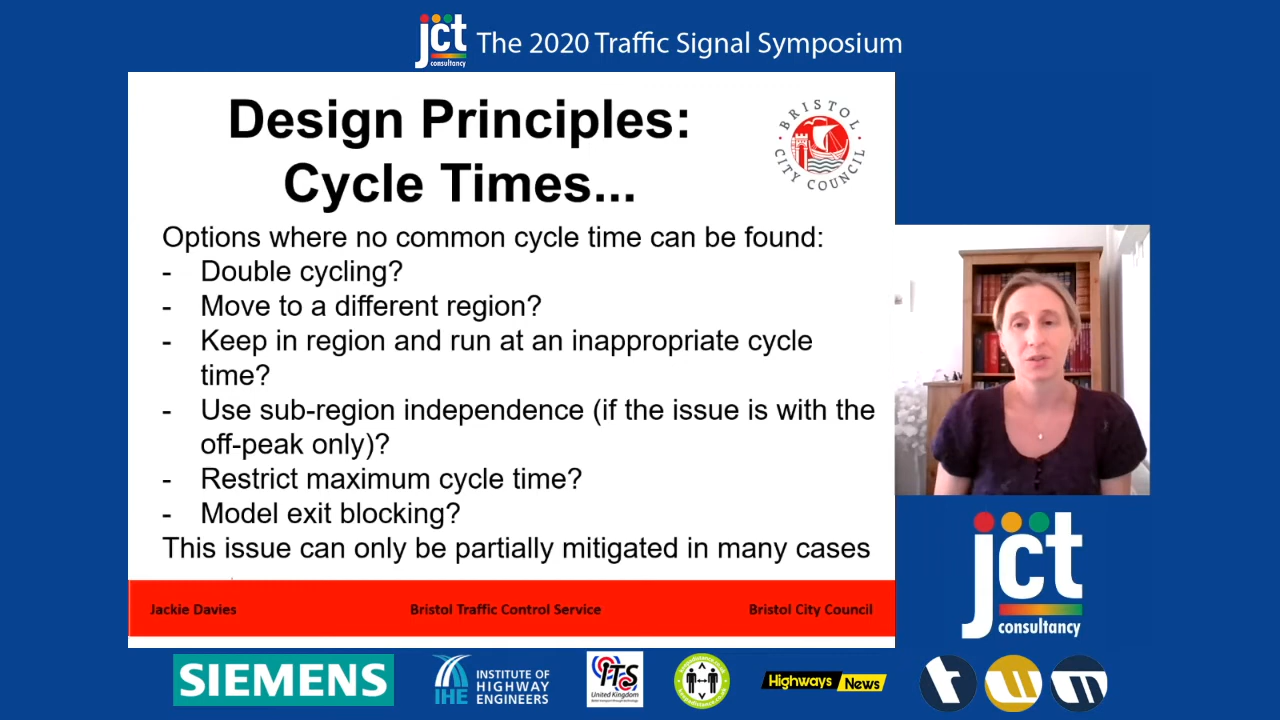 jct
consultancy
The 2020 Traffic Signal Symposium
Design Principles:
Cycle Times...
BRISTOL
CITY COUNCIL
Options where no common cycle time can be found:
- Double cycling?
- Move to a different region?
- Keep in region and run at an inappropriate cycle
time?
- Use sub-region independence (if the issue is with the
off-peak only)?
- Restrict maximum cycle time?
- Model exit blocking?
This issue can only be partially mitigated in many cases
Jackie Davies
Bristol Traffic Control Service
Bristol City Council
jct
consultancy
SIEMENS
IHE
INSTITUTE OF
HIGHWAY
ENGINEERS
ITS
United Kingdom
Highways
News